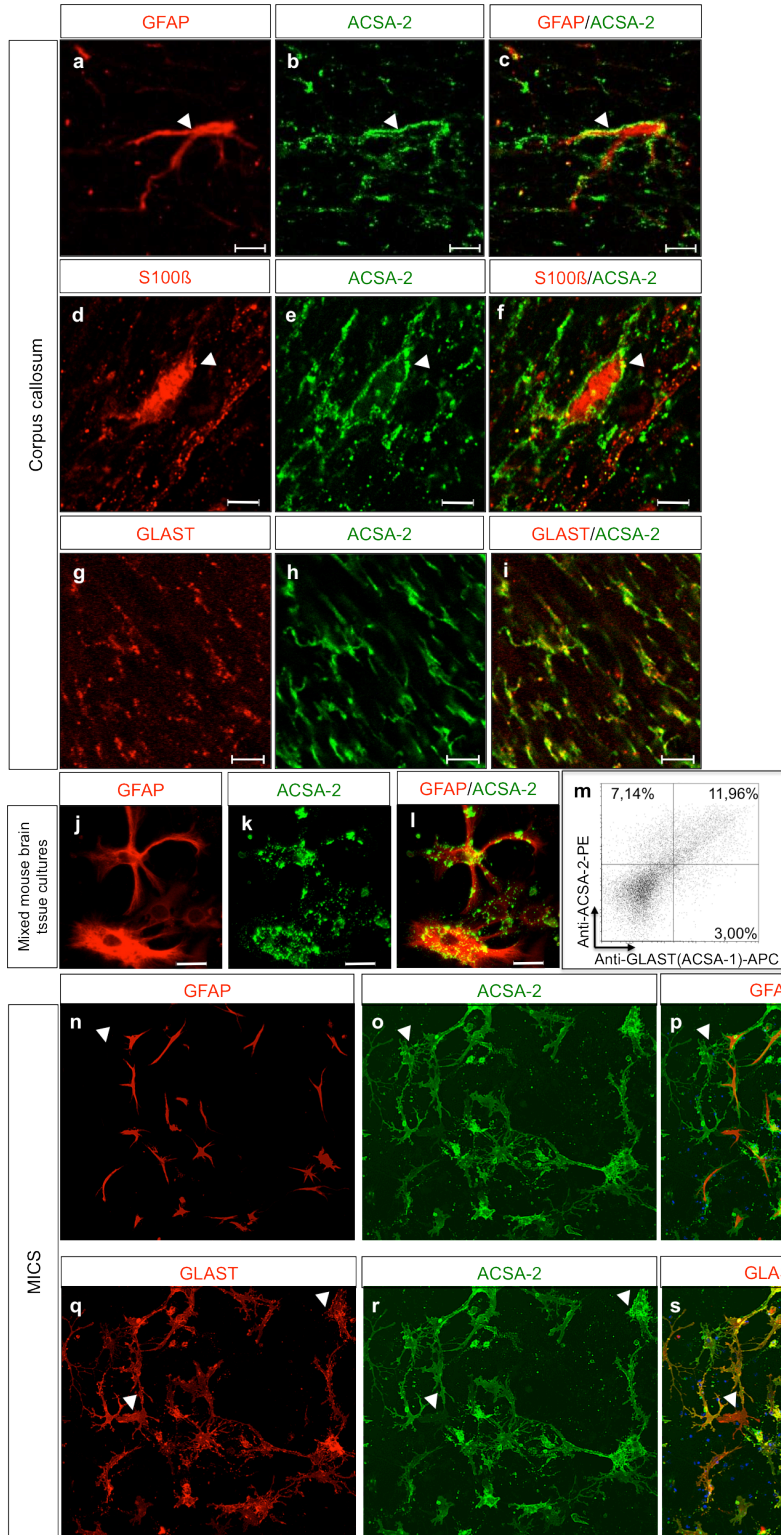 GFAP ACSA-2 GFAP/ACSA-2
Corpus callosum
a b c
S100ß ACSA-2 S100ß/ACSA-2
d e f
GLAST ACSA-2 GLAST/ACSA-2
g h i
GFAP ACSA-2 GFAP/ACSA-2
Mixed mouse brain
tssue cultures
j k l
m 7,14% 11,96%
3,00%
Anti-ACSA-2-PE
Anti-GLAST(ACSA-1)-APC
GFAP ACSA-2 GFA
MICS
n o p
GLAST ACSA-2 GLA
q r s